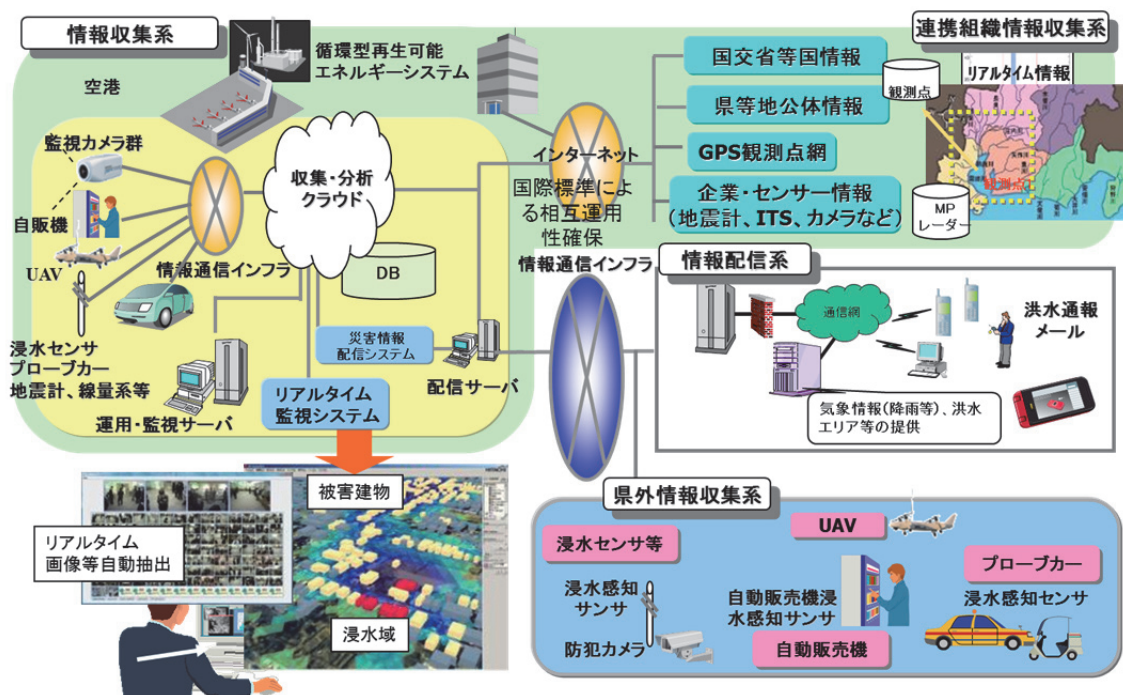 情報収集系
空港
循環型再生可能
エネルギーシステム
監視カメラ群
自販機
UAV
情報通信インフラ
収集・分析
クラウド
DB
浸水センサ
プローブカー
地震計、線量系等
運用・監視サーバ
災害情報
配信システム
リアルタイム
監視システム
配信サーバ
インターネット
国際標準によ
る相互運用
性確保
情報通信インフラ
国交省等国情報
県等地公体情報
GPS観測点網
企業・センサー情報
（地震計、ITS、カメラなど）
連携組織情報収集系
リアルタイム情報
観測点
観測点
MP
レーダー
情報配信系
通信網
洪水通報
メール
気象情報（降雨等）、洪水
エリア等の提供
リアルタイム
画像等自動抽出
被害建物
浸水域
HITACHI
県外情報収集系
浸水センサ等
浸水感知
サンサ
防犯カメラ
UAV
自動販売機浸
水感知サンサ
自動販売機
プローブカー
浸水感知センサ